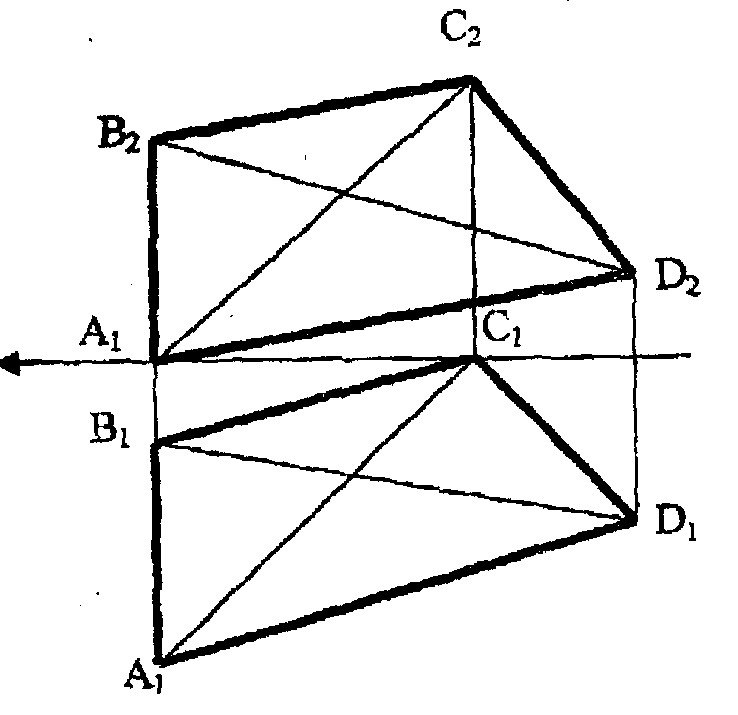 C₂
B₂
D₂
A₁
C₁
B₁
D₁
A₁